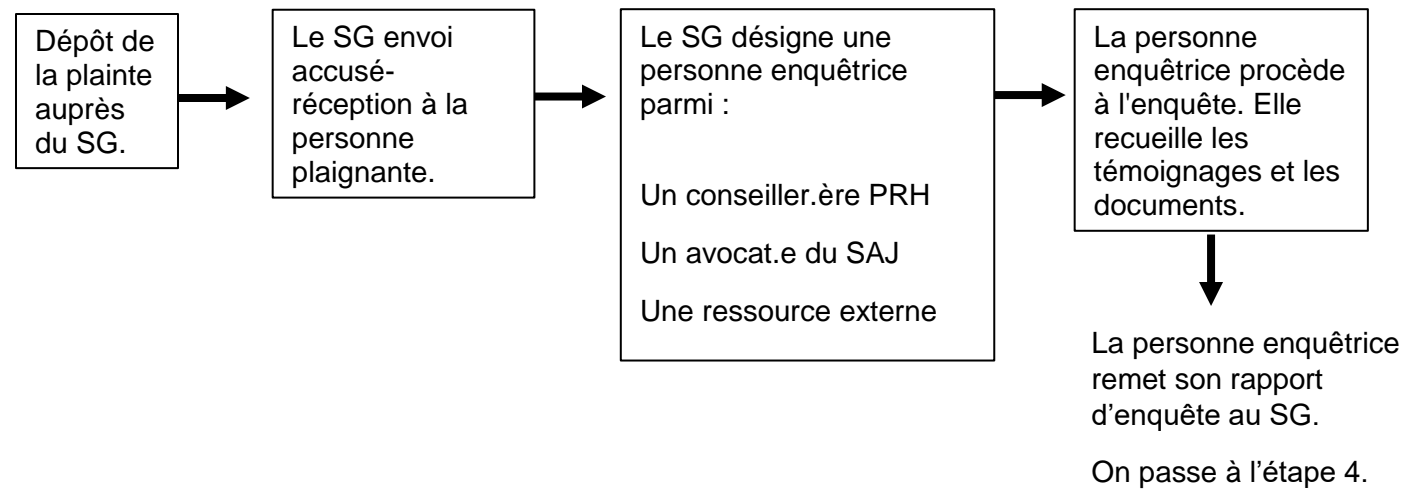 Dépôt de
la plainte
auprès
du SG.
Le SG envoi
accusé-
réception à la
personne
plaignante.
Le SG désigne une
personne enquêtrice
parmi :
Un conseiller.ère PRH
Un avocat.e du SAJ
Une ressource externe
La personne
enquêtrice procède
à l'enquête. Elle
recueille les
témoignages et les
documents.
La personne enquêtrice
remet son rapport
d’enquête au SG.
On passe à l’étape 4.